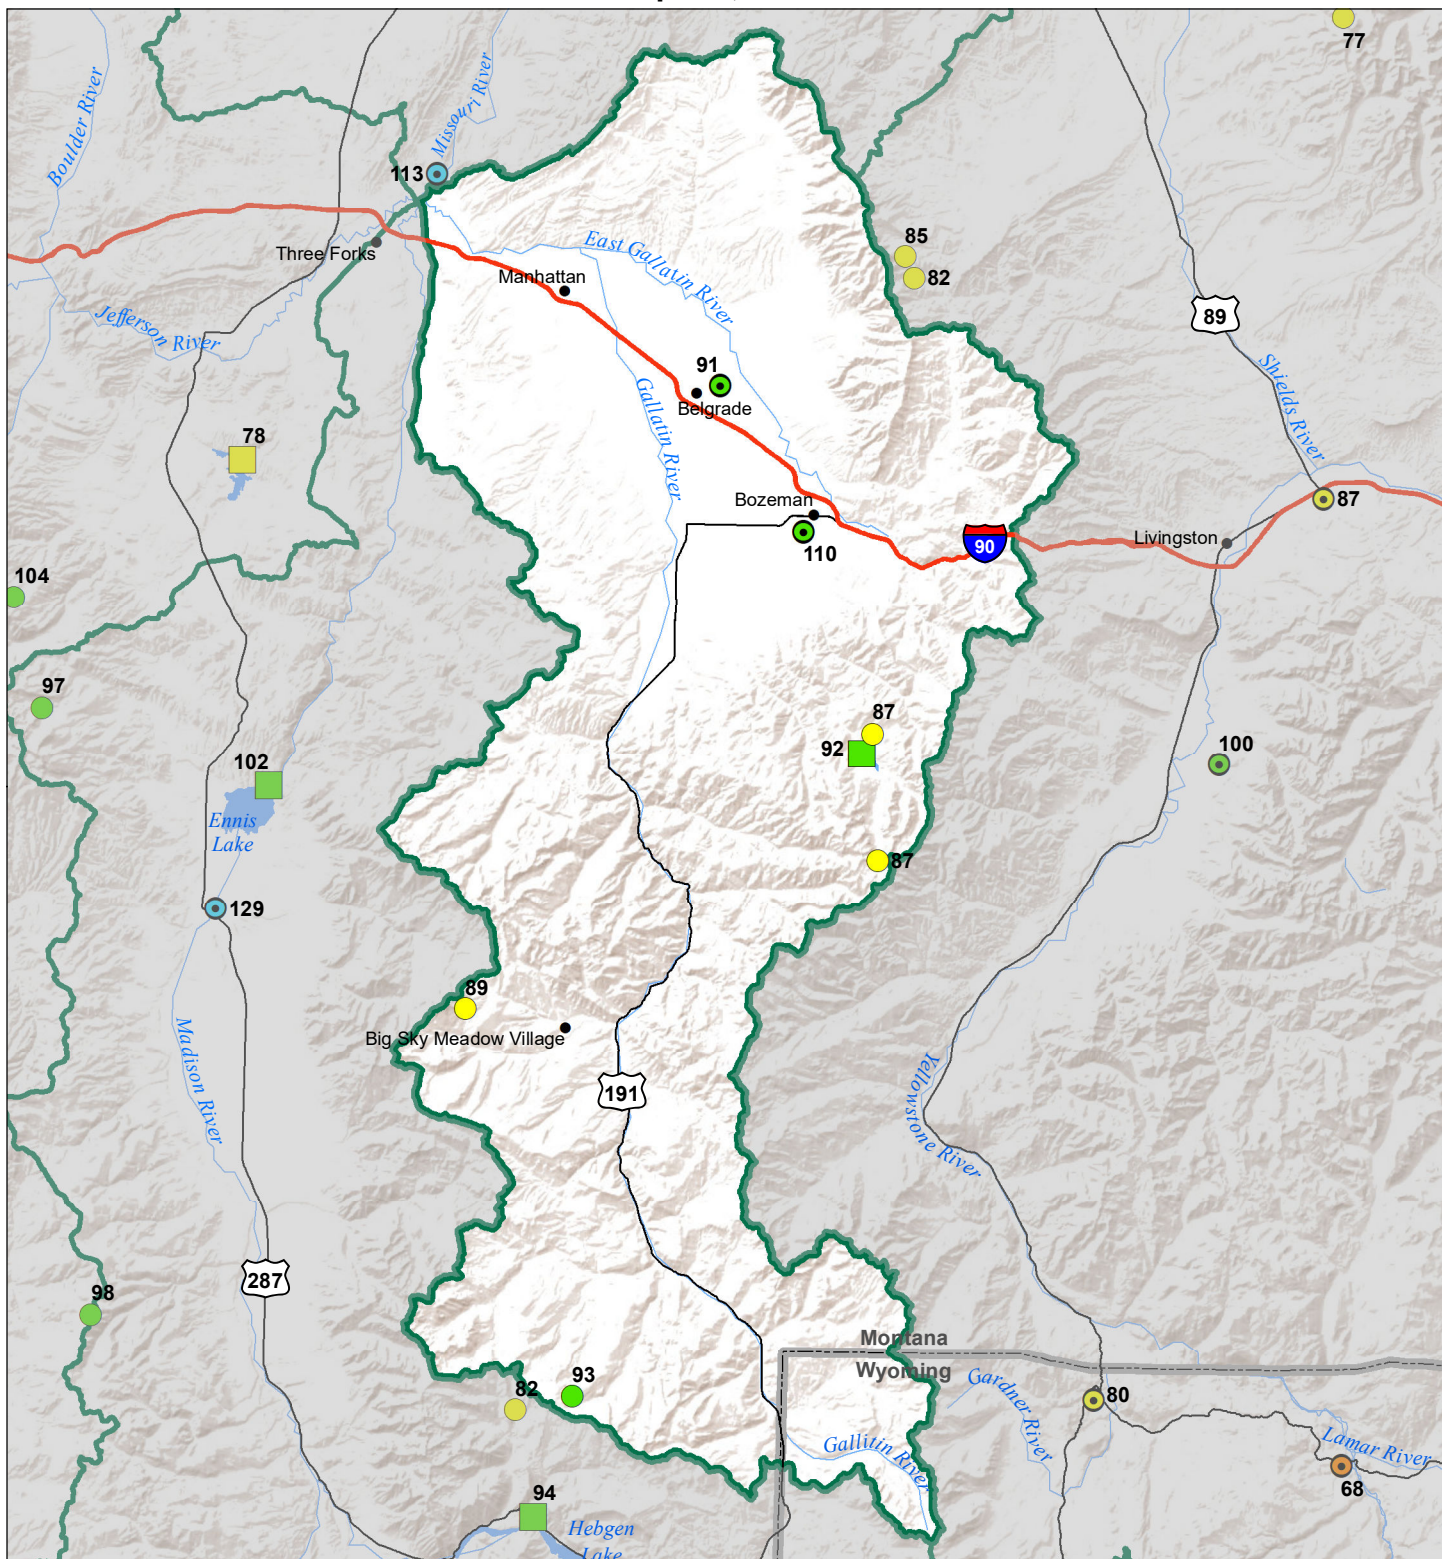 77
Boulder River
Missouri River
113
Three Forks
Manhattan
East Gallatin River
85
82
89
Jefferson River
Shields River
91
Belgrade
Gallatin River
78
Bozeman
110
90
Livingston
87
104
97
87
92
100
102
Ennis
Lake
87
129
89
Big Sky Meadow Village
Madison River
191
Yellowstone River
287
98
Montana
Wyoming
93
82
Gardner River
80
Gallitin River
Lamar River
68
94
Hebgen
Lake